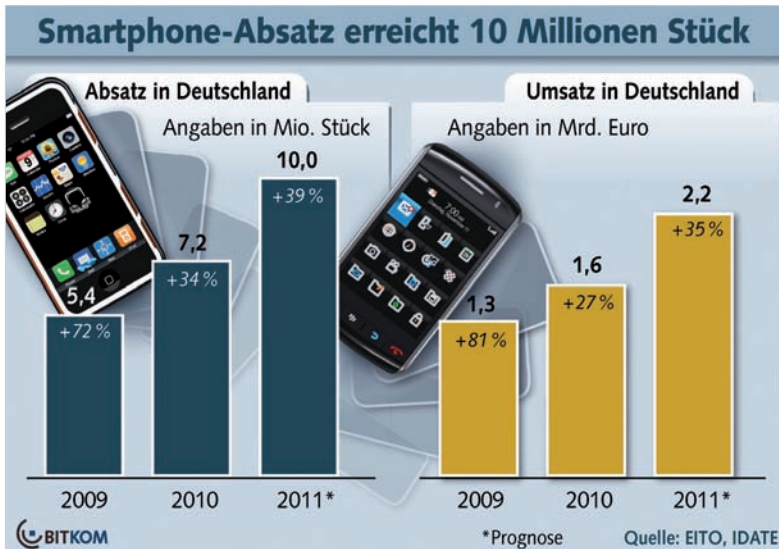 Smartphone-Absatz erreicht 10 Millionen Stück
Absatz in Deutschland
Angaben in Mio. Stück
5,4
+72 %
7,2
+34 %
10,0
+39 %
2009
2010
2011*
Umsatz in Deutschland
Angaben in Mrd. Euro
7:00
1,3
+81 %
1,6
+27 %
2,2
+35 %
2009
2010
2011*
BITKOM
*Prognose
Quelle: EITO, IDATE